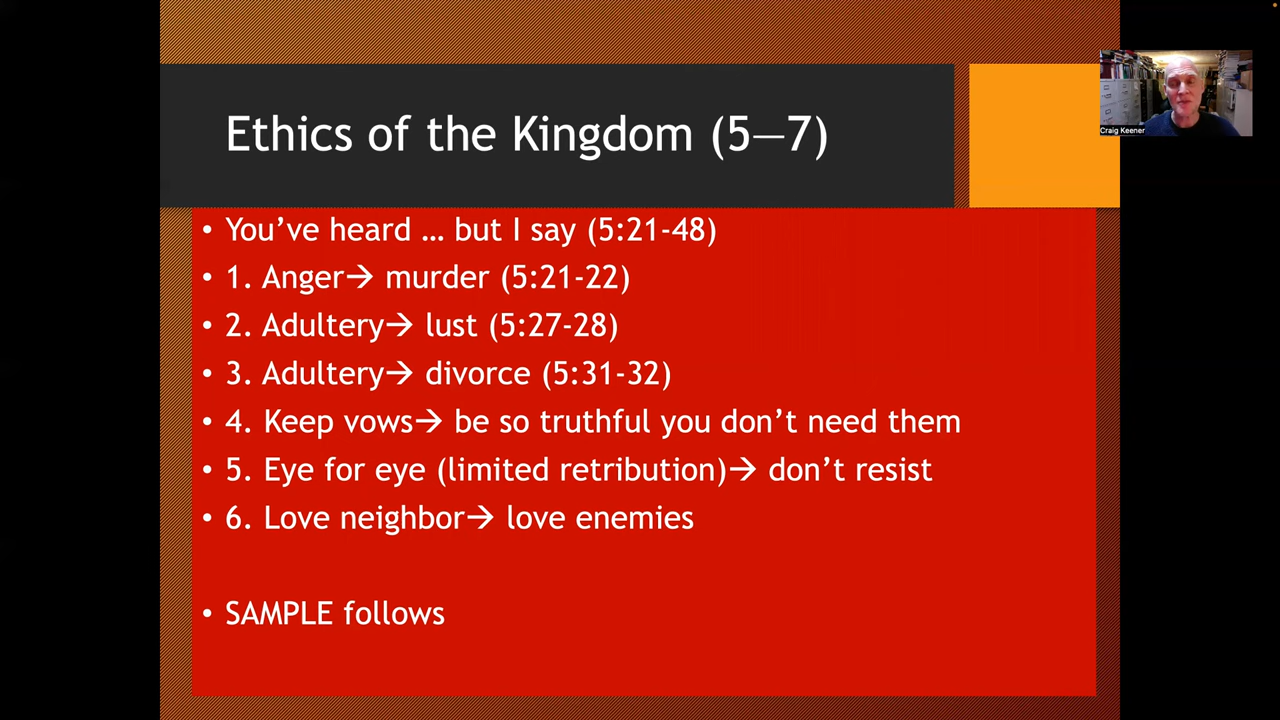 Ethics of the Kingdom (5—7)
• You’ve heard … but I say (5:21-48)
• 1. Anger→ murder (5:21-22)
• 2. Adultery→ lust (5:27-28)
• 3. Adultery→ divorce (5:31-32)
• 4. Keep vows→ be so truthful you don’t need them
• 5. Eye for eye (limited retribution)→ don’t resist
• 6. Love neighbor→ love enemies
• SAMPLE follows
Craig Keener